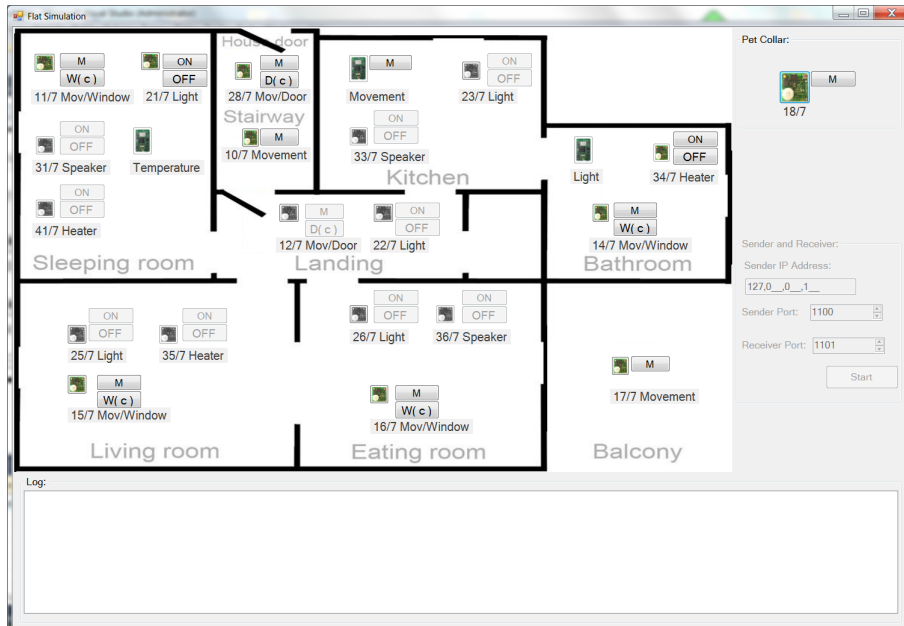 Flat Simulation
House door
Pet Collar:
M
18/7
M
W( c )
11/7 Mov/Window
ON
OFF
21/7 Light
M
D( c )
28/7 Mov/Door
Stairway
M
10/7 Movement
M
Movement
ON
OFF
23/7 Light
ON
OFF
31/7 Speaker
Temperature
ON
OFF
33/7 Speaker
Kitchen
ON
OFF
41/7 Heater
Sleeping room
M
D( c )
12/7 Mov/Door
ON
OFF
22/7 Light
Landing
Light
ON
OFF
34/7 Heater
M
W( c )
14/7 Mov/Window
Bathroom
Sender and Receiver:
Sender IP Address:
127,0__,0__,1__
Sender Port:
1100
Receiver Port:
1101
Start
ON
OFF
25/7 Light
ON
OFF
35/7 Heater
M
W( c )
15/7 Mov/Window
Living room
ON
OFF
26/7 Light
ON
OFF
36/7 Speaker
M
W( c )
16/7 Mov/Window
Eating room
M
17/7 Movement
Balcony
Log: